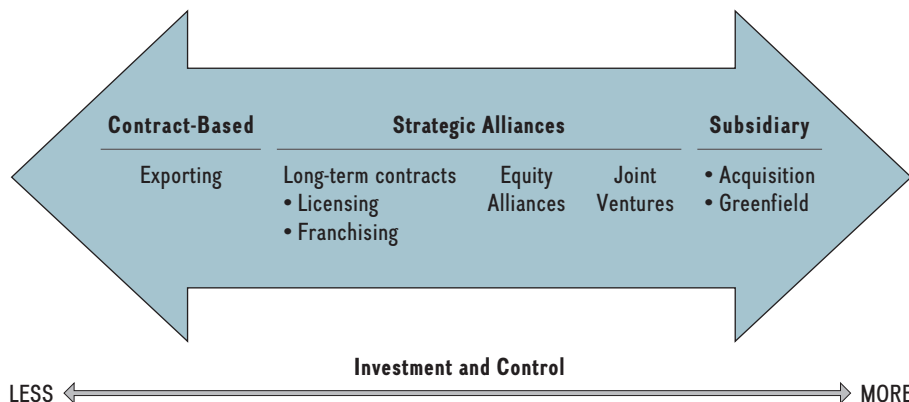 Contract-Based
Strategic Alliances
Subsidiary
Exporting
Long-term contracts
• Licensing
• Franchising
Equity
Alliances
Joint
Ventures
• Acquisition
• Greenfield
Investment and Control
LESS
MORE